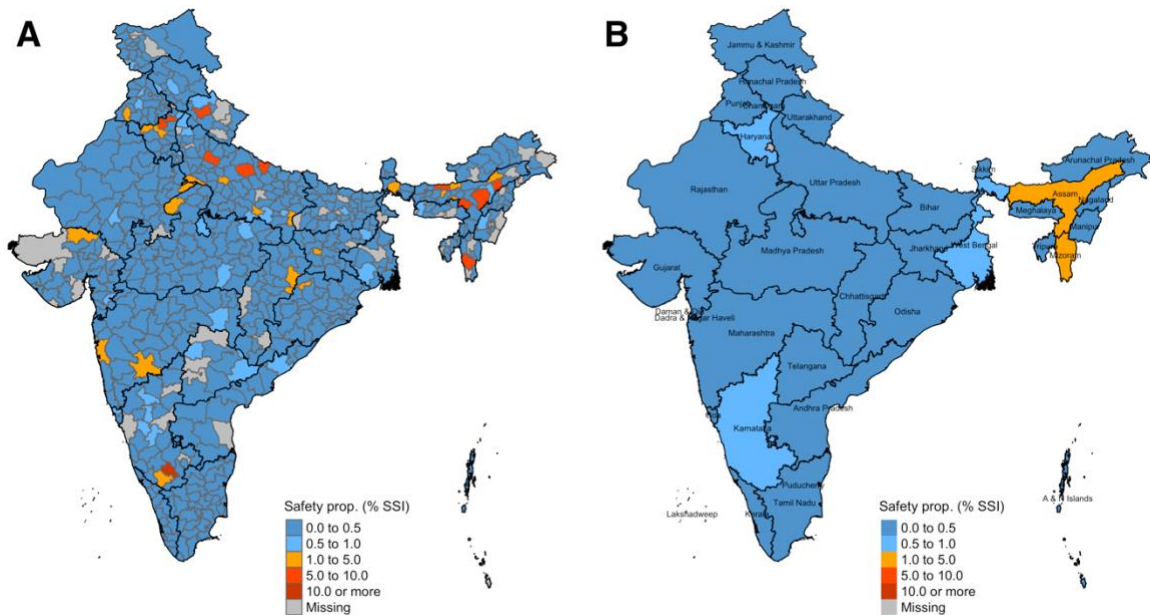 A
Safety prop. (% SSI)
0.0 to 0.5
0.5 to 1.0
1.0 to 5.0
5.0 to 10.0
10.0 or more
Missing
B
Jammu & Kashmir
Himachal Pradesh
Punjab
Chandigarh
Uttarakhand
Haryana
Arunachal Pradesh
Sikkim
Rajasthan
Uttar Pradesh
Assam
Nagaland
Bihar
Meghalaya
Manipur
Jharkhand
West Bengal
Tripura
Mizoram
Madhya Pradesh
Gujarat
Chhattisgarh
Odisha
Daman & Diu
Dadra & Nagar Haveli
Maharashtra
Telangana
Andhra Pradesh
Karnataka
Puducherry
A & N Islands
Tamil Nadu
Lakshadweep
Kerala
Safety prop. (% SSI)
0.0 to 0.5
0.5 to 1.0
1.0 to 5.0
5.0 to 10.0
10.0 or more
Missing